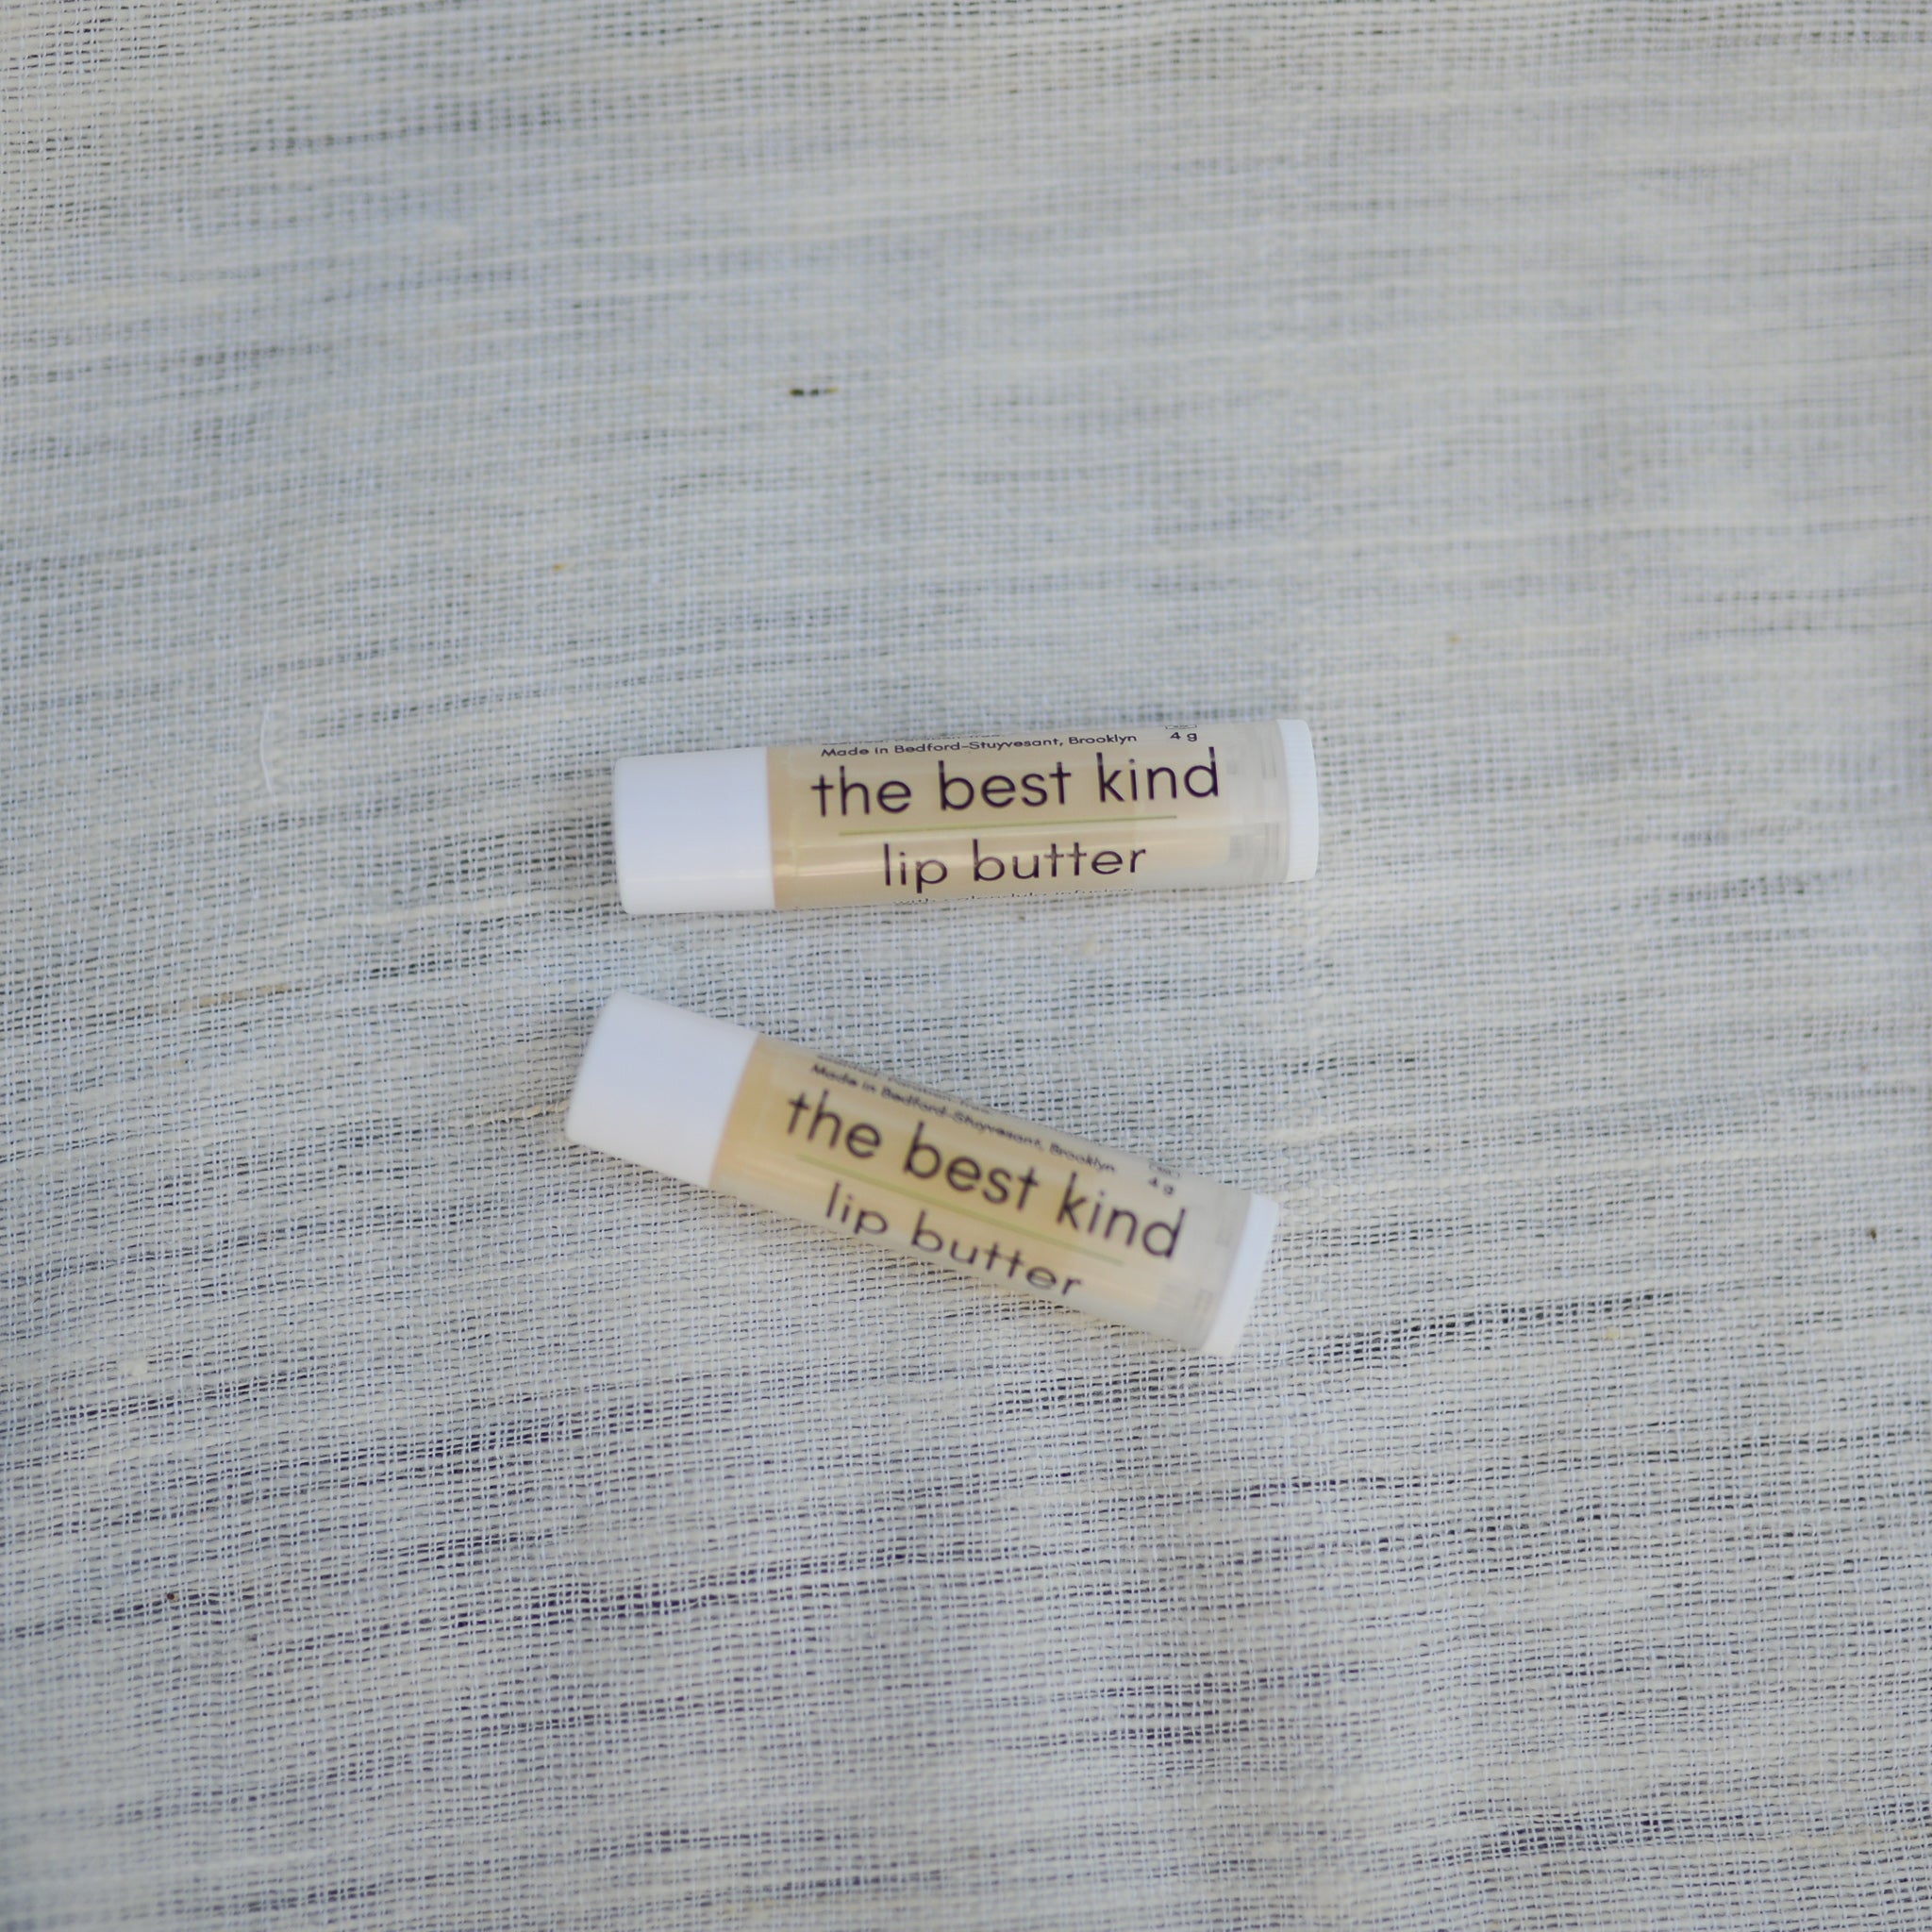 Made in Bedford-Stuyvesant, Brooklyn 4 g
the best kind
lip butter
Made in Bedford-Stuyvesant, Brooklyn
4 g
the best kind
lip butter